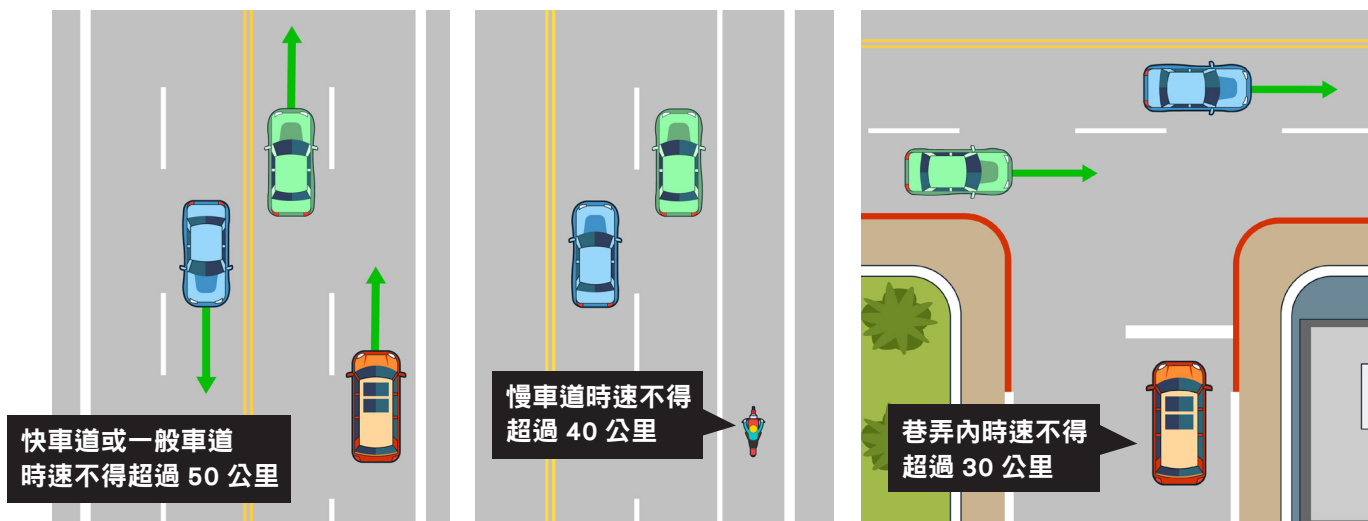 快車道或一般車道
時速不得超過 50 公里
慢車道時速不得
超過 40 公里
巷弄內時速不得
超過 30 公里